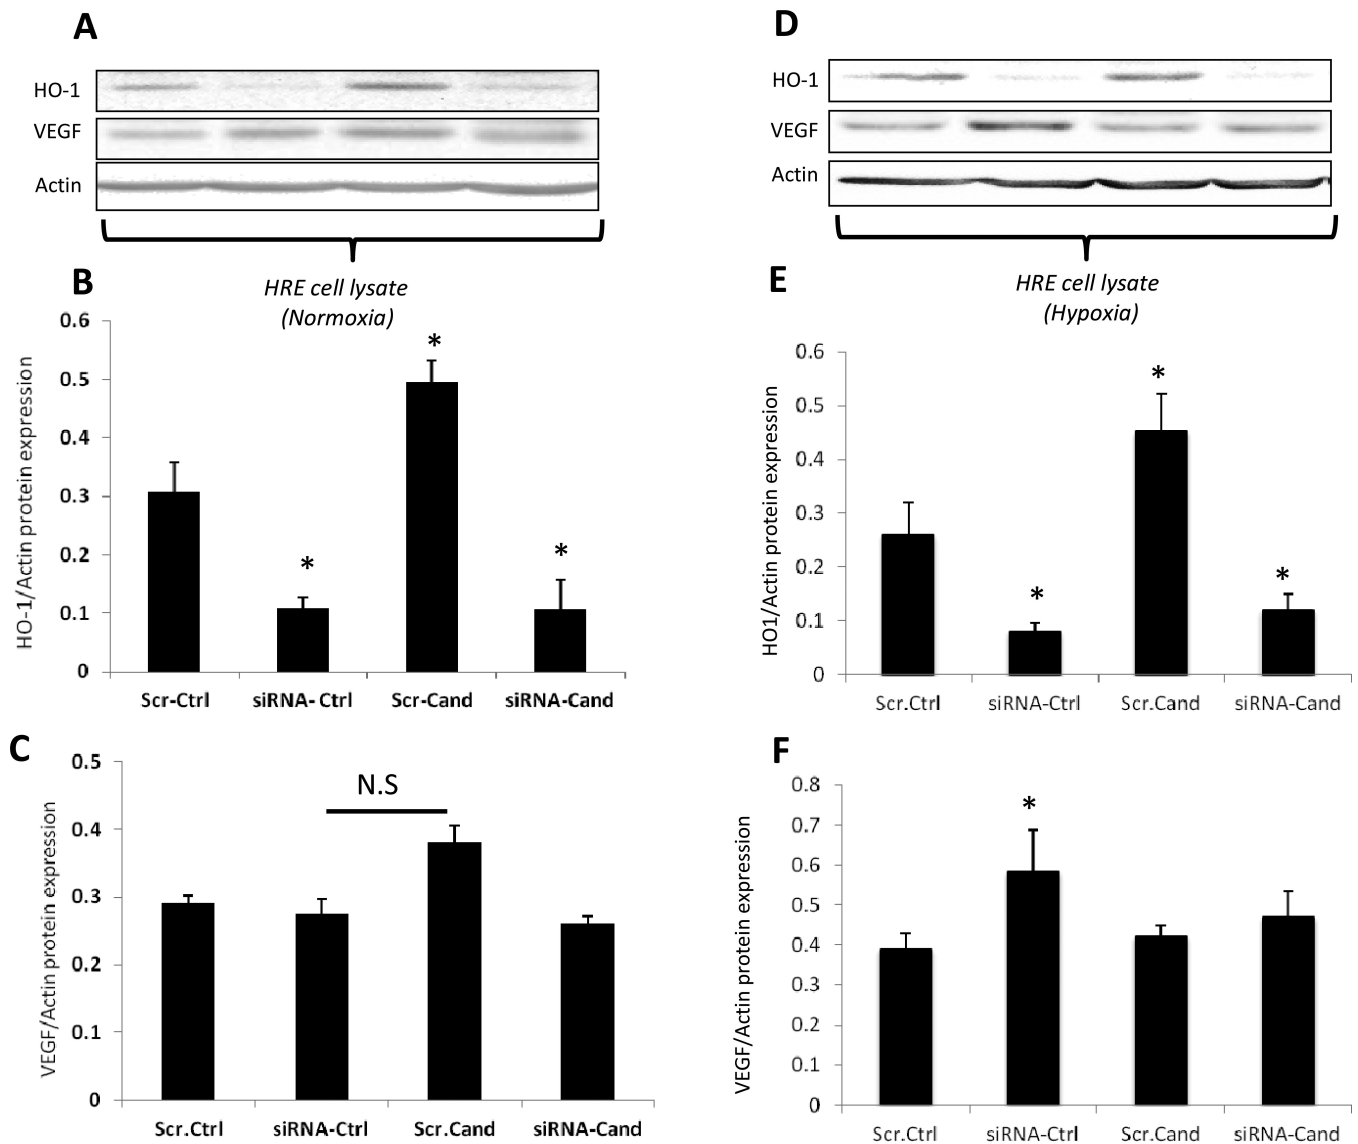 A
HO-1
VEGF
Actin
HRE cell lysate
(Normoxia)
B
HO-1/Actin protein expression
0.6
0.5
0.4
0.3
0.2
0.1
0
*
*
*
Scr-Ctrl siRNA- Ctrl Scr-Cand siRNA-Cand
C
VEGF/Actin protein expression
0.5
0.4
0.3
0.2
0.1
0
N.S
Scr.Ctrl siRNA-Ctrl Scr.Cand siRNA-Cand
D
HO-1
VEGF
Actin
HRE cell lysate
(Hypoxia)
E
HO1/Actin protein expression
0.6
0.5
0.4
0.3
0.2
0.1
0
*
*
*
Scr.Ctrl siRNA-Ctrl Scr.Cand siRNA-Cand
F
VEGF/Actin protein expression
0.8
0.7
0.6
0.5
0.4
0.3
0.2
0.1
0
*
Scr.Ctrl siRNA-Ctrl Scr.Cand siRNA-Cand